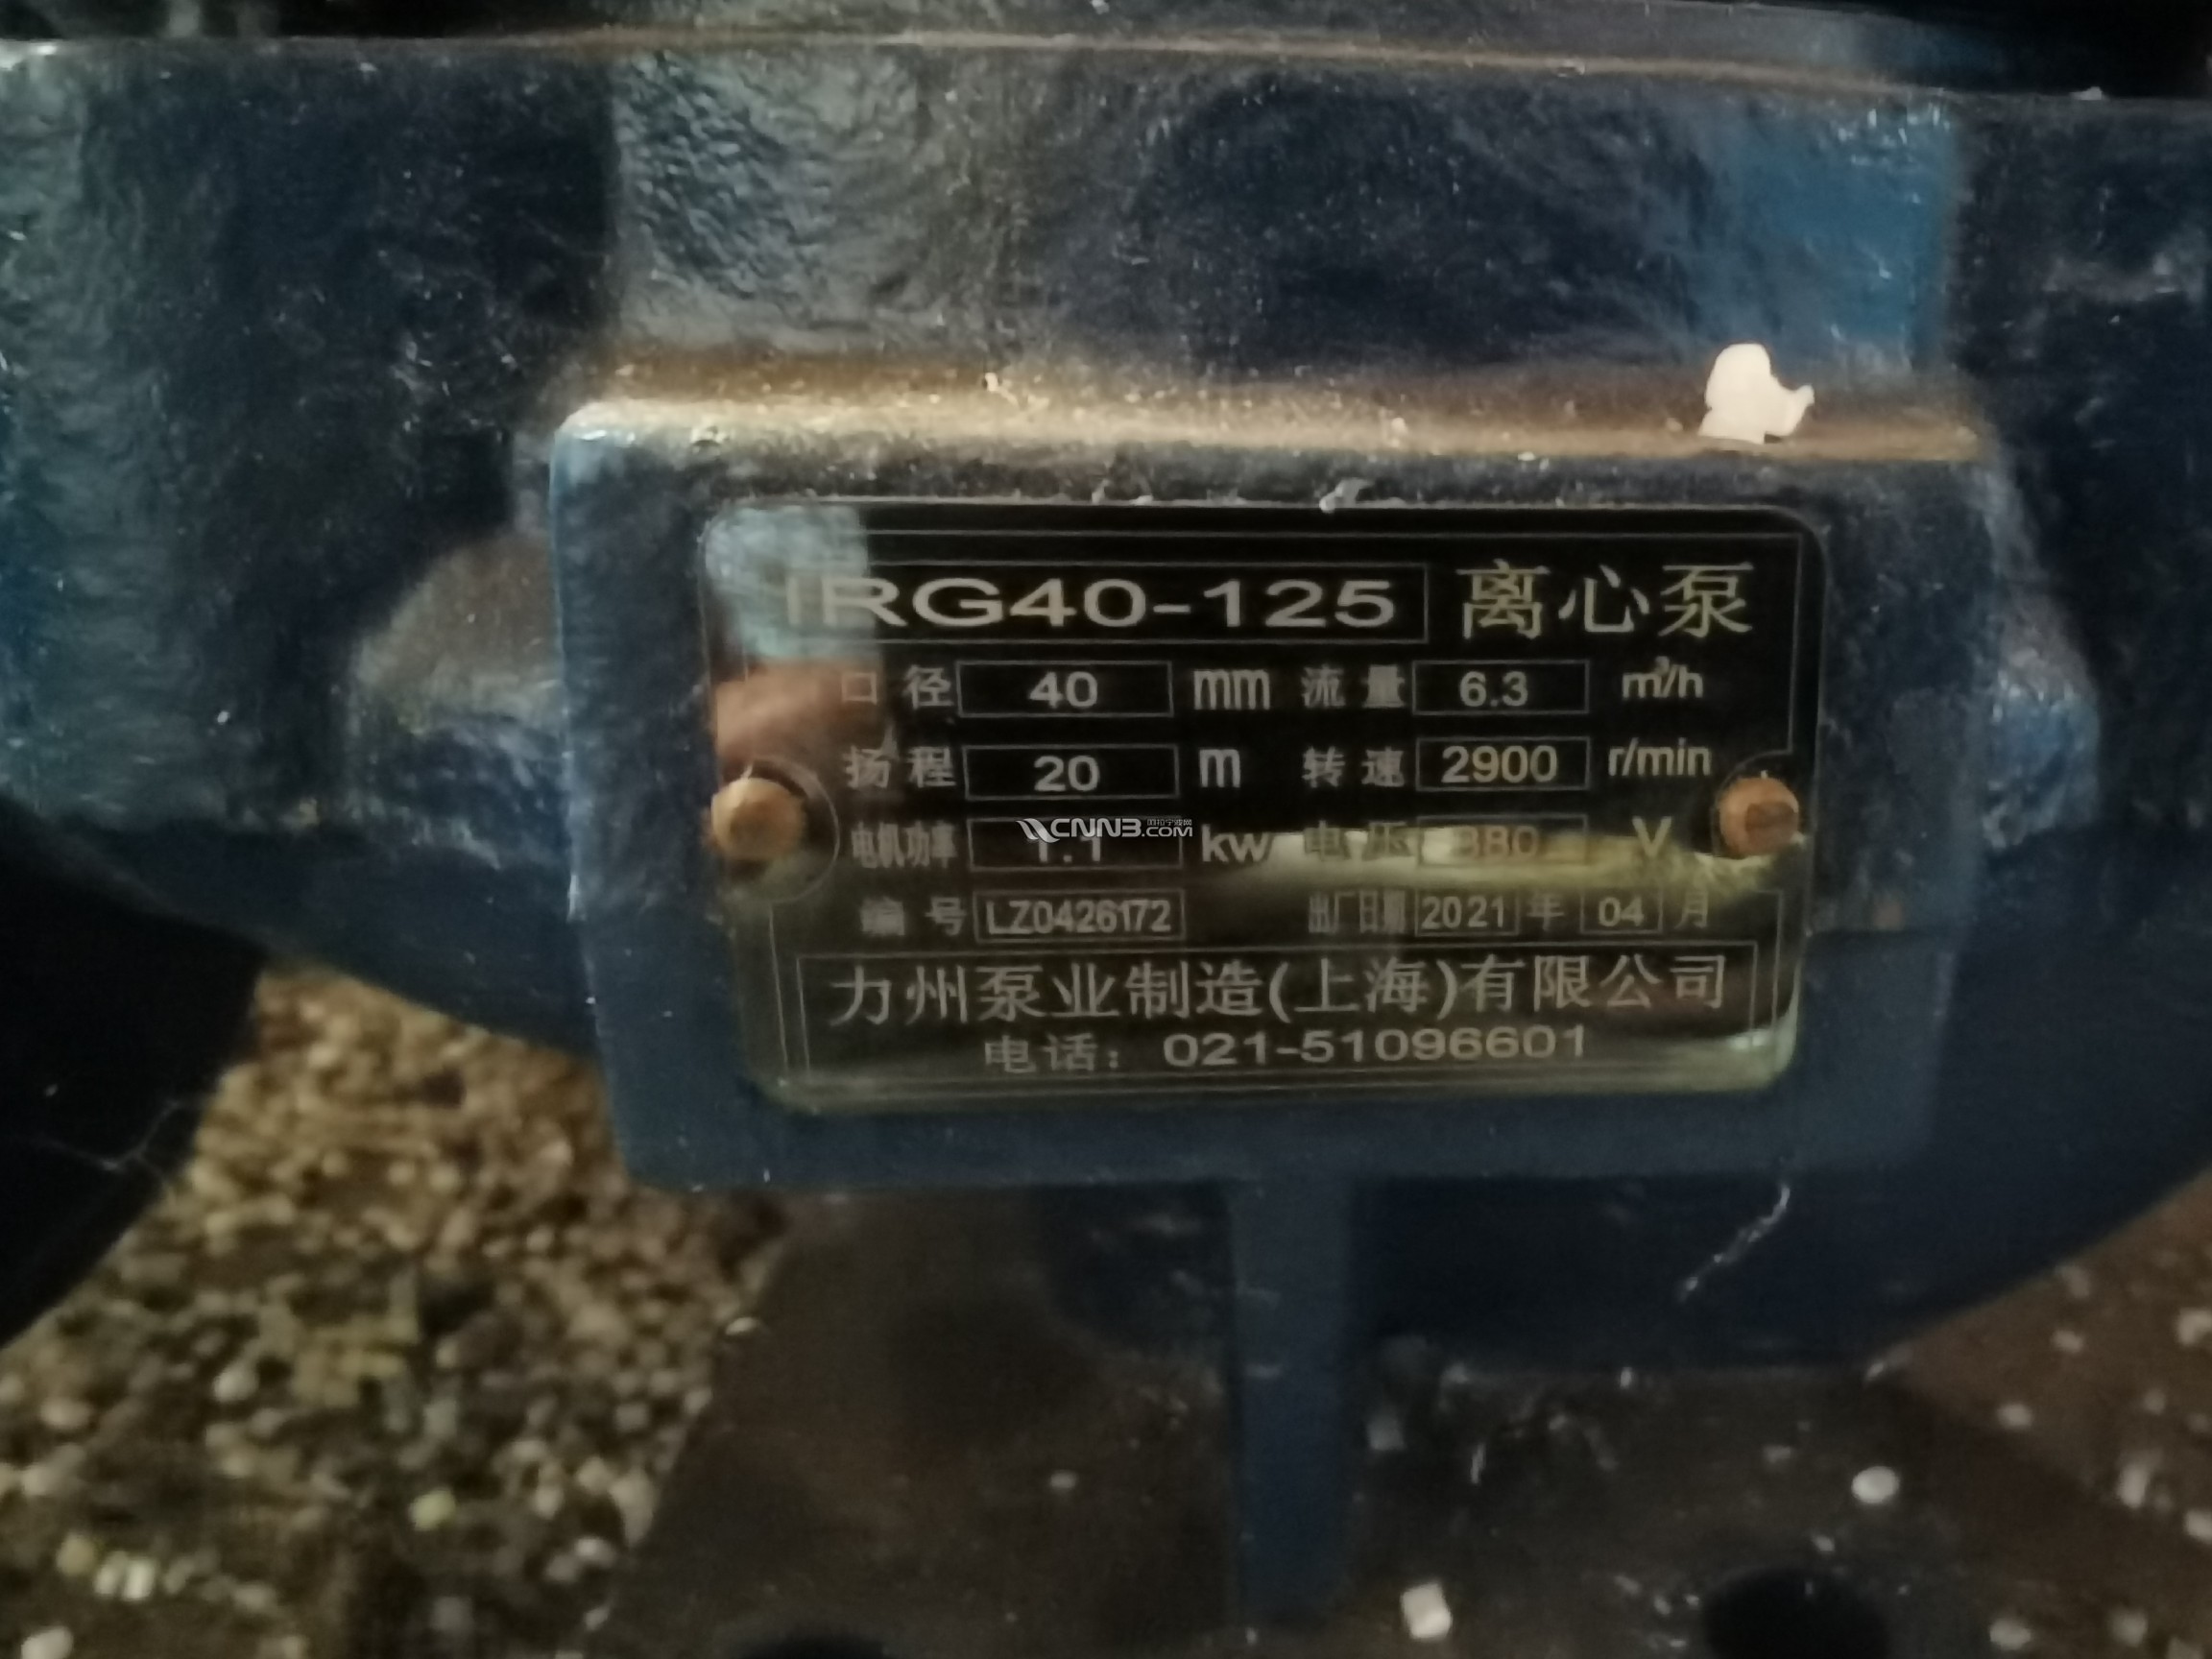 IRG40-125 离心泵
口径 40 mm 流量 6.3 m³/h
扬程 20 m 转速 2900 r/min
电机功率 1.1 kw 电压 380 V
CNNB.COM
编号 LZ0426172 出厂日期 2021 年 04 月
力州泵业制造(上海)有限公司
电话：021-51096601